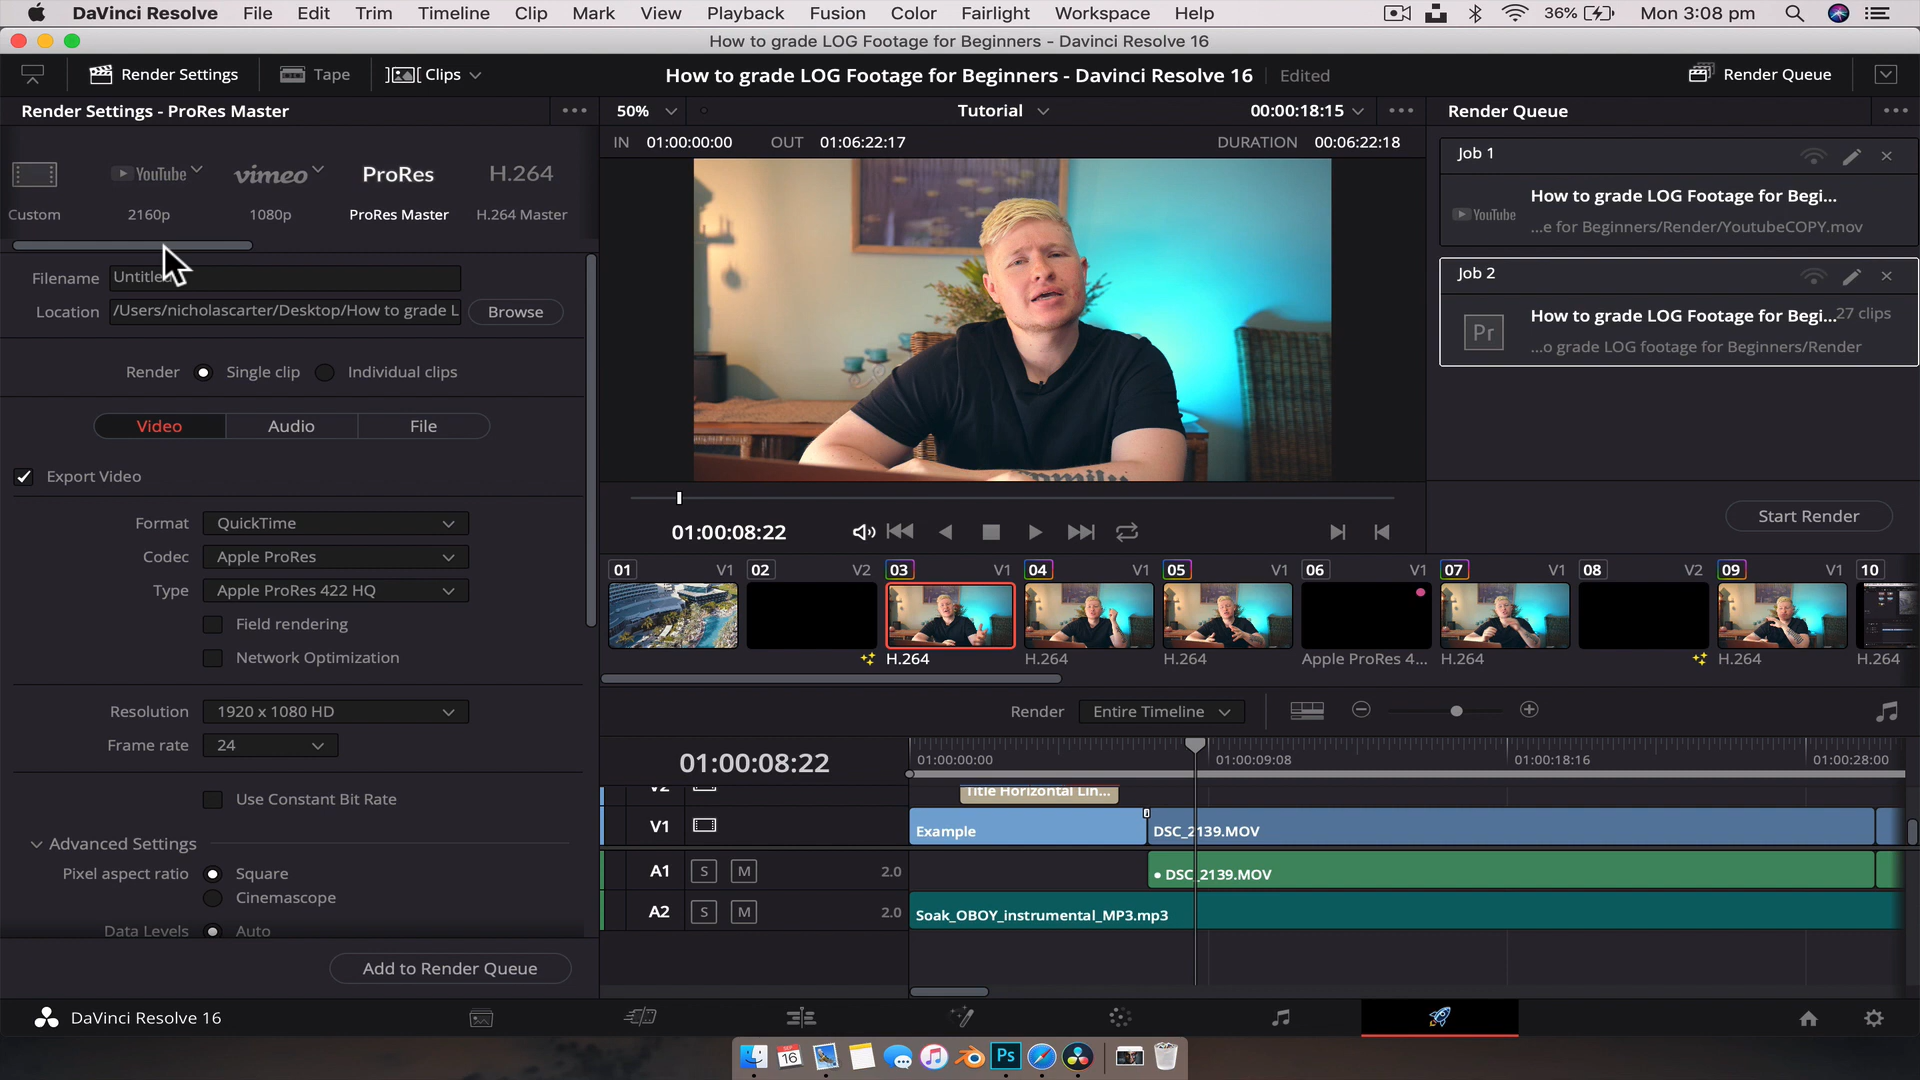 DaVinci Resolve File Edit Trim Timeline Clip Mark View Playback Fusion Color Fairlight Workspace Help 36% Mon 3:08 pm
How to grade LOG Footage for Beginners - Davinci Resolve 16
Render Settings Tape Clips How to grade LOG Footage for Beginners - Davinci Resolve 16 Edited Render Queue
Render Settings - ProRes Master ••• 50% Tutorial 00:00:18:15 ••• Render Queue •••
IN 01:00:00:00 OUT 01:06:22:17 DURATION 00:06:22:18
YouTube vimeo ProRes H.264
Custom 2160p 1080p ProRes Master H.264 Master
Job 1
How to grade LOG Footage for Begi...
YouTube ...e for Beginners/Render/YoutubeCOPY.mov
Filename Untitle
Location /Users/nicholascarter/Desktop/How to grade L Browse
Job 2
How to grade LOG Footage for Begi... 27 clips
Pr ...o grade LOG footage for Beginners/Render
Render Single clip Individual clips
Video Audio File
Export Video
Format QuickTime
Codec Apple ProRes
Type Apple ProRes 422 HQ
Field rendering
Network Optimization
Resolution 1920 x 1080 HD
Frame rate 24
Use Constant Bit Rate
Advanced Settings
Pixel aspect ratio Square
Cinemascope
Data Levels Auto
Add to Render Queue
01:00:08:22
Start Render
01 V1 02 V2 03 V1 04 V1 05 V1 06 V1 07 V1 08 V2 09 V1 10
H.264 H.264 H.264 Apple ProRes 4... H.264 H.264 H.264
Render Entire Timeline
01:00:08:22 01:00:00:00 01:00:09:08 01:00:18:16 01:00:28:00
V2 Title Horizontal Lin...
V1 Example DSC_2139.MOV
A1 S M 2.0 DSC_2139.MOV
A2 S M 2.0 Soak_OBOY_instrumental_MP3.mp3
DaVinci Resolve 16
SEP
16
Ps